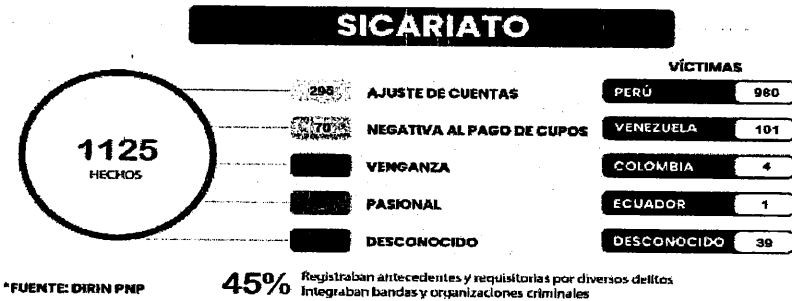 SICARIATO
VÍCTIMAS
1125
HECHOS
295 AJUSTE DE CUENTAS
70 NEGATIVA AL PAGO DE CUPOS
VENGANZA
PASIONAL
DESCONOCIDO
PERÚ 980
VENEZUELA 101
COLOMBIA 4
ECUADOR 1
DESCONOCIDO 39
*FUENTE: DIRIN PNP
45% Registraban antecedentes y requisitorias por diversos delitos
Integraban bandas y organizaciones criminales